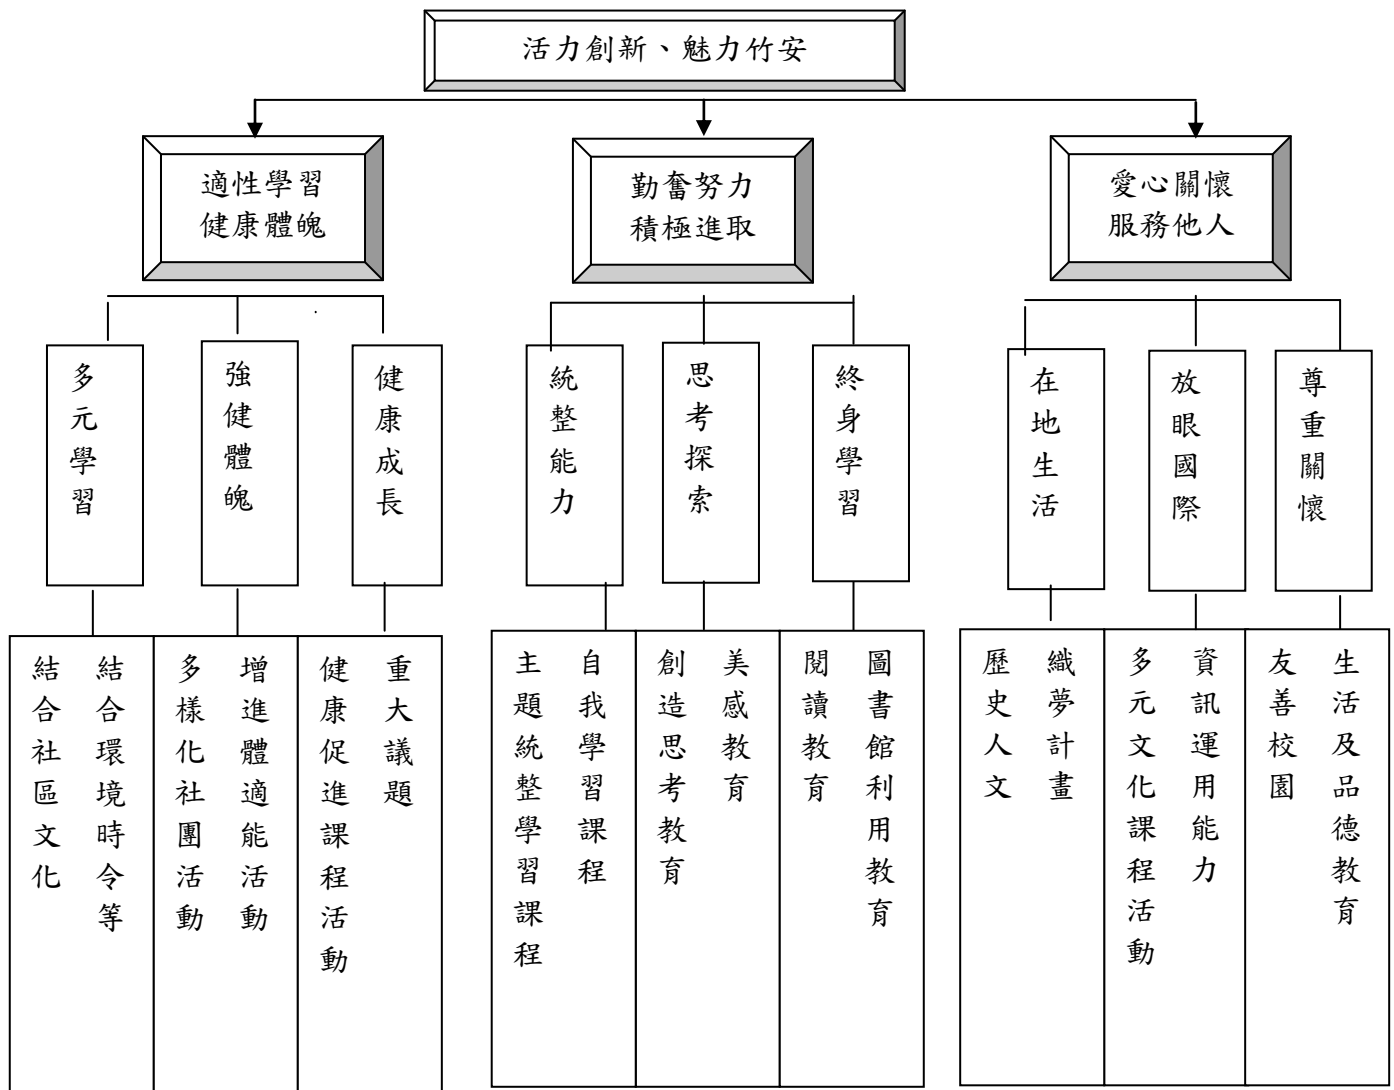 活力創新、魅力竹安
適性學習
健康體魄
勤奮努力
積極進取
愛心關懷
服務他人
多元學習
強健體魄
健康成長
統整能力
思考探索
終身學習
在地生活
放眼國際
尊重關懷
結合環境時令等
結合社區文化
增進體適能活動
多樣化社團活動
重大議題
健康促進課程活動
自我學習課程
主題統整學習課程
美感教育
創造思考教育
圖書館利用教育
閱讀教育
織夢計畫
歷史人文
資訊運用能力
多元文化課程活動
生活及品德教育
友善校園